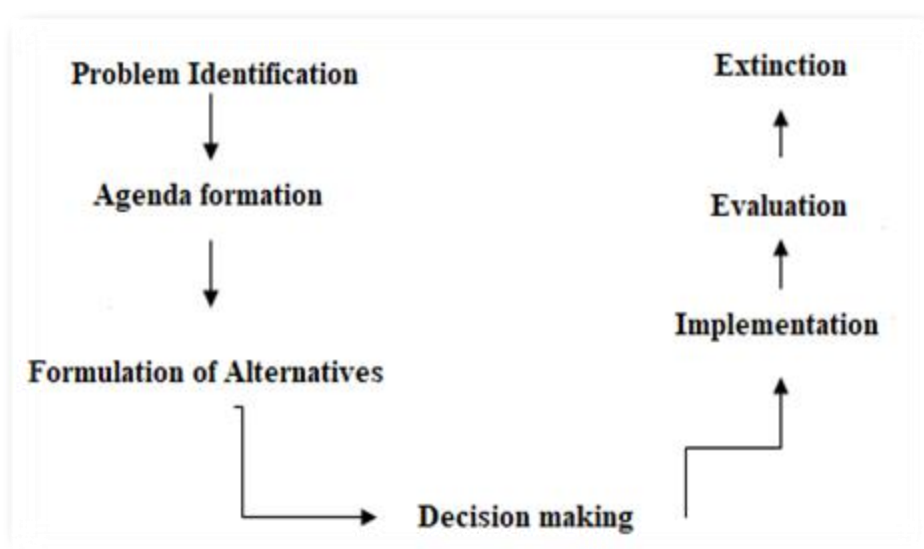 Problem Identification
Agenda formation
Formulation of Alternatives
Decision making
Implementation
Evaluation
Extinction